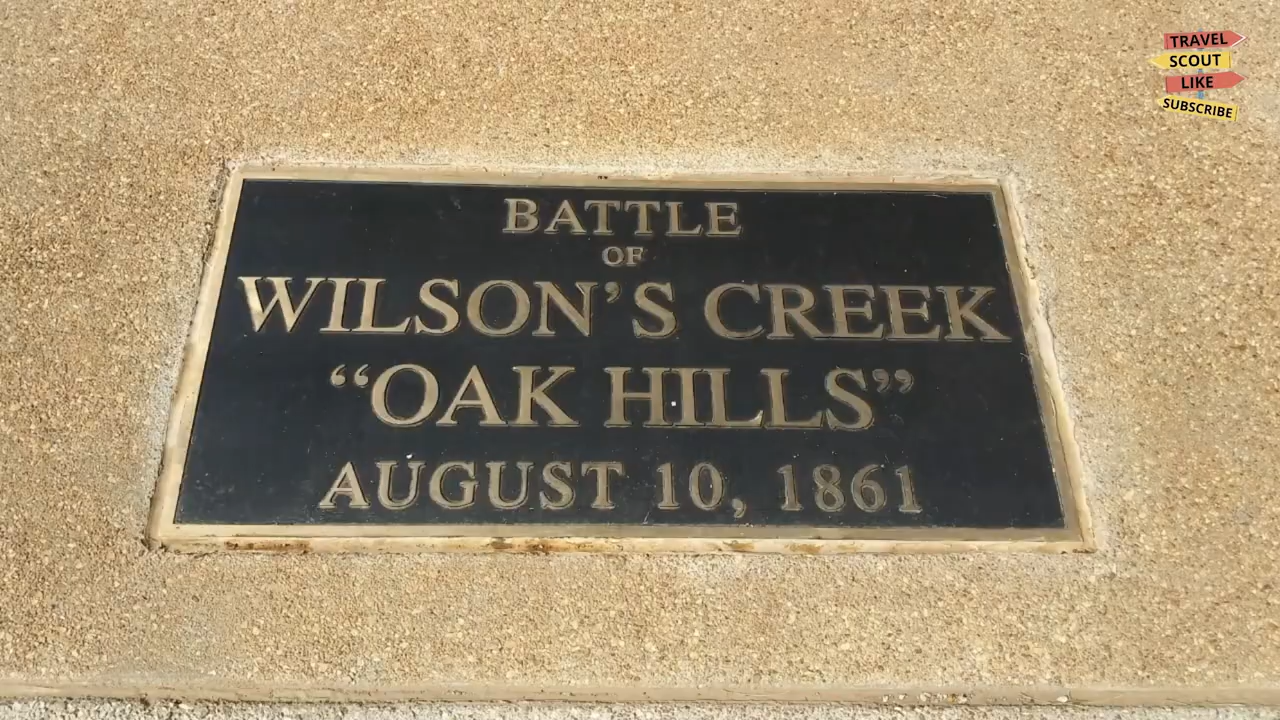 TRAVEL
SCOUT
LIKE
SUBSCRIBE
BATTLE
OF
WILSON’S CREEK
“OAK HILLS”
AUGUST 10, 1861